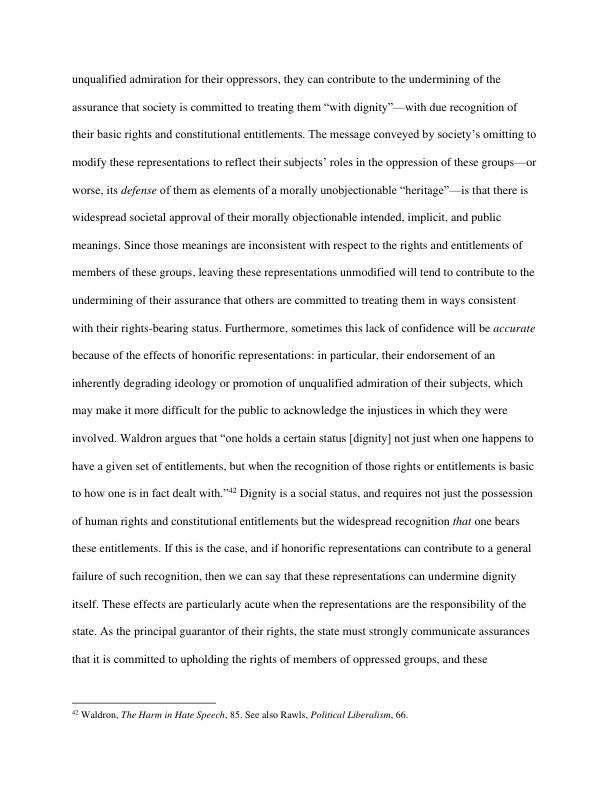 unqualified admiration for their oppressors, they can contribute to the undermining of the
assurance that society is committed to treating them “with dignity”—with due recognition of
their basic rights and constitutional entitlements. The message conveyed by society’s omitting to
modify these representations to reflect their subjects’ roles in the oppression of these groups—or
worse, its defense of them as elements of a morally unobjectionable “heritage”—is that there is
widespread societal approval of their morally objectionable intended, implicit, and public
meanings. Since those meanings are inconsistent with respect to the rights and entitlements of
members of these groups, leaving these representations unmodified will tend to contribute to the
undermining of their assurance that others are committed to treating them in ways consistent
with their rights-bearing status. Furthermore, sometimes this lack of confidence will be accurate
because of the effects of honorific representations: in particular, their endorsement of an
inherently degrading ideology or promotion of unqualified admiration of their subjects, which
may make it more difficult for the public to acknowledge the injustices in which they were
involved. Waldron argues that “one holds a certain status [dignity] not just when one happens to
have a given set of entitlements, but when the recognition of those rights or entitlements is basic
to how one is in fact dealt with.”42 Dignity is a social status, and requires not just the possession
of human rights and constitutional entitlements but the widespread recognition that one bears
these entitlements. If this is the case, and if honorific representations can contribute to a general
failure of such recognition, then we can say that these representations can undermine dignity
itself. These effects are particularly acute when the representations are the responsibility of the
state. As the principal guarantor of their rights, the state must strongly communicate assurances
that it is committed to upholding the rights of members of oppressed groups, and these
42 Waldron, The Harm in Hate Speech, 85. See also Rawls, Political Liberalism, 66.